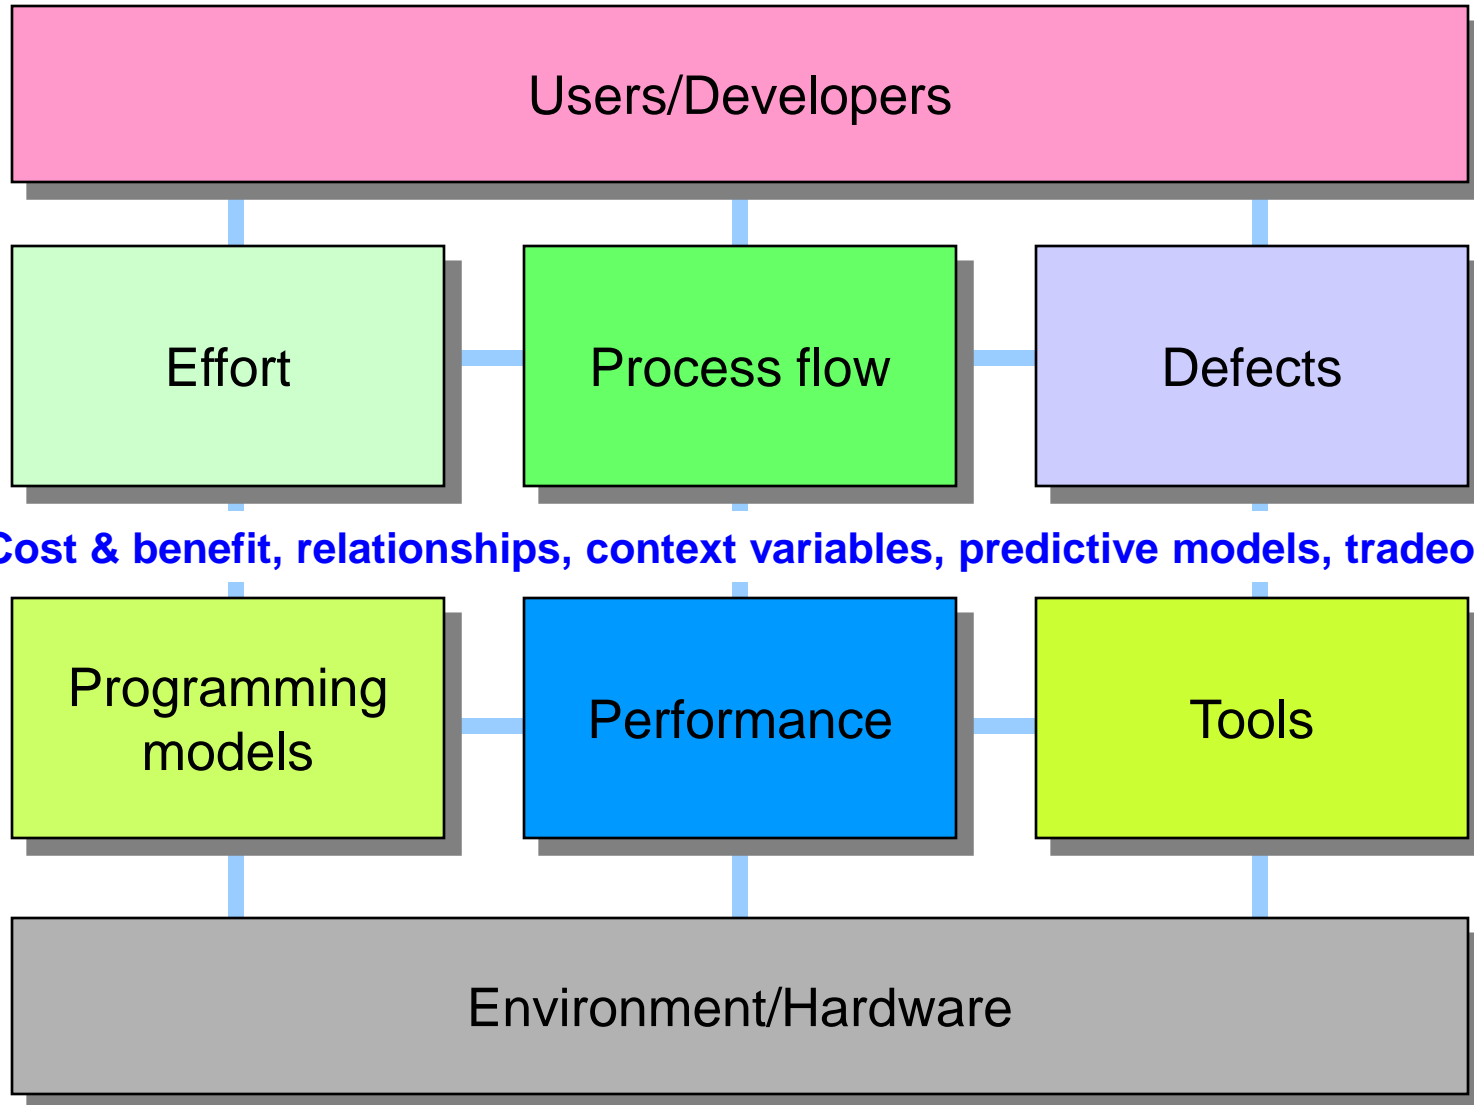 Users/Developers
Effort
Process flow
Defects
Cost & benefit, relationships, context variables, predictive models, tradeo
Programming
models
Performance
Tools
Environment/Hardware